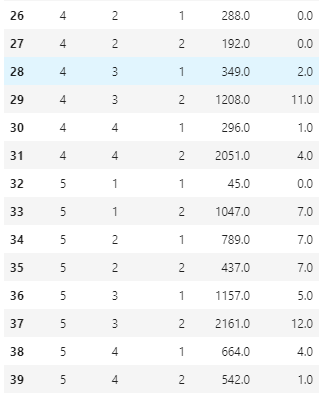 26 4 2 1 288.0 0.0
27 4 2 2 192.0 0.0
28 4 3 1 349.0 2.0
29 4 3 2 1208.0 11.0
30 4 4 1 296.0 1.0
31 4 4 2 2051.0 4.0
32 5 1 1 45.0 0.0
33 5 1 2 1047.0 7.0
34 5 2 1 789.0 7.0
35 5 2 2 437.0 7.0
36 5 3 1 1157.0 5.0
37 5 3 2 2161.0 12.0
38 5 4 1 664.0 4.0
39 5 4 2 542.0 1.0